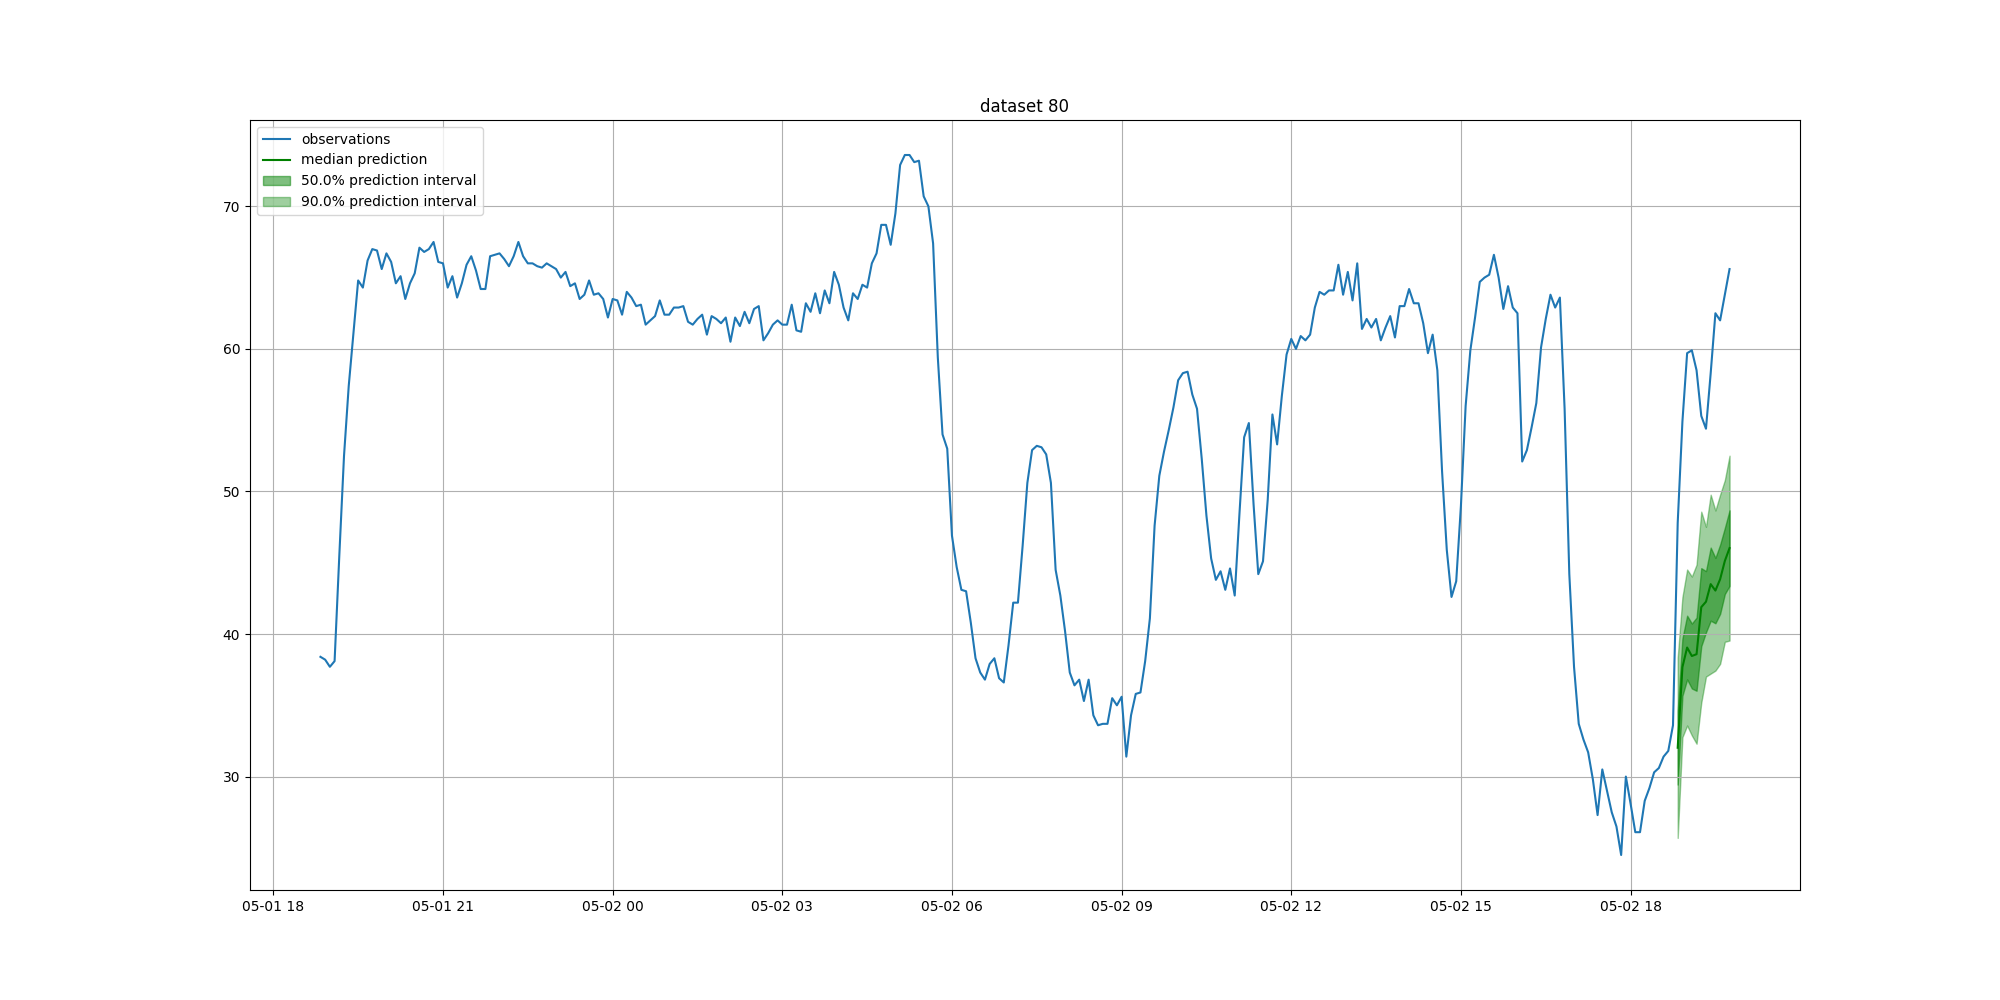 dataset 80
observations
median prediction
50.0% prediction interval
90.0% prediction interval
70
60
50
40
30
05-01 18
05-01 21
05-02 00
05-02 03
05-02 06
05-02 09
05-02 12
05-02 15
05-02 18